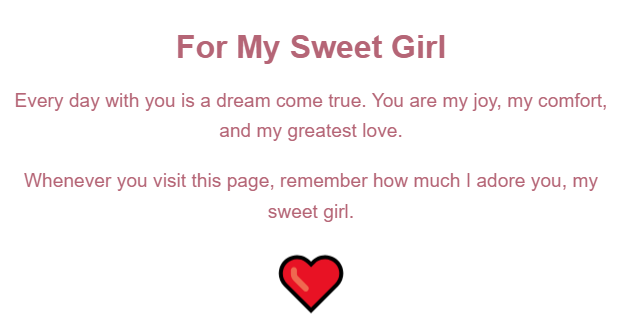 For My Sweet Girl
Every day with you is a dream come true. You are my joy, my comfort,
and my greatest love.
Whenever you visit this page, remember how much I adore you, my
sweet girl.